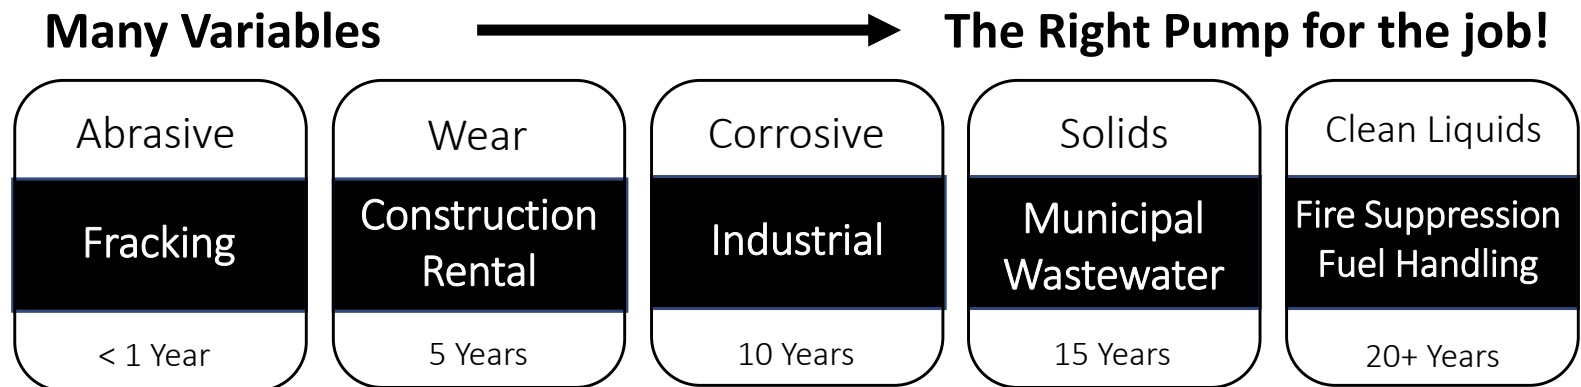 Many Variables
The Right Pump for the job!
Abrasive
Fracking
< 1 Year
Wear
Construction
Rental
5 Years
Corrosive
Industrial
10 Years
Solids
Municipal
Wastewater
15 Years
Clean Liquids
Fire Suppression
Fuel Handling
20+ Years